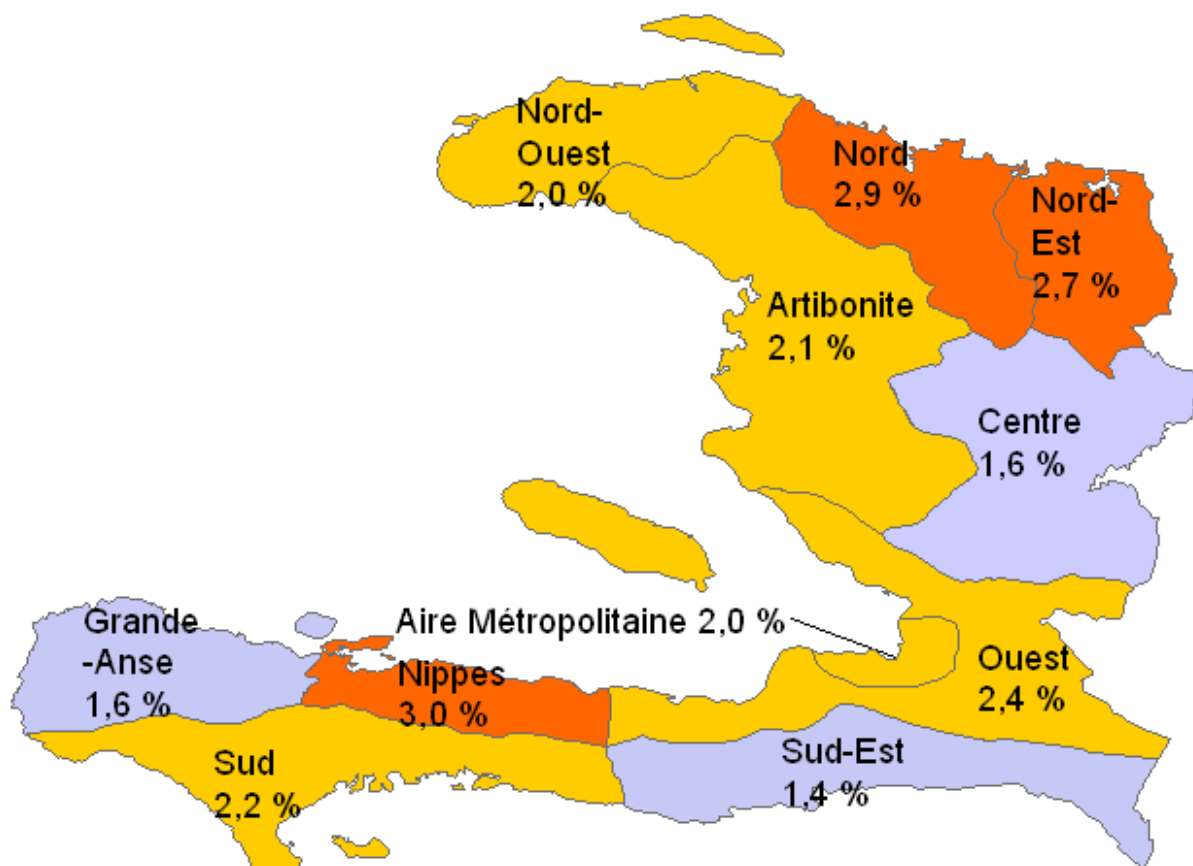 Nord-
Ouest
2,0 %
Nord
2,9 %
Nord-
Est
2,7 %
Artibonite
2,1 %
Centre
1,6 %
Grande
-Anse
1,6 %
Aire Métropolitaine 2,0 %
Nippes
3,0 %
Ouest
2,4 %
Sud
2,2 %
Sud-Est
1,4 %